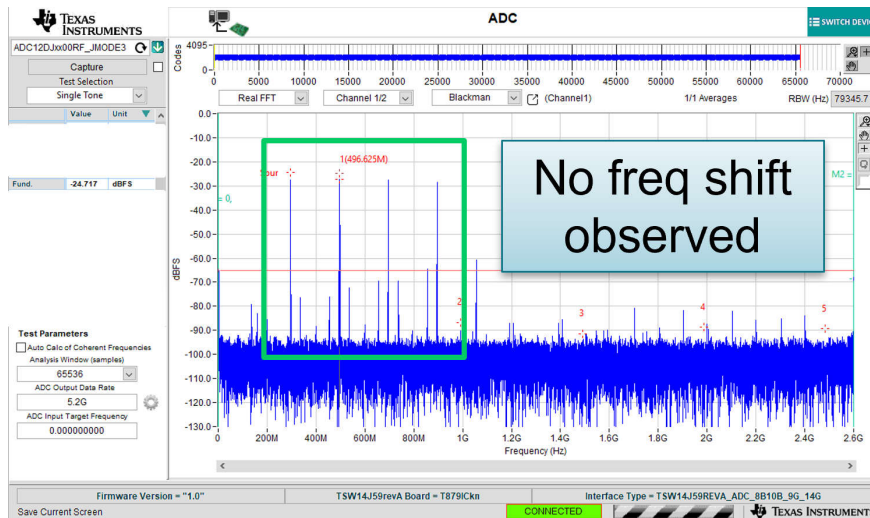 TEXAS
INSTRUMENTS
ADC
SWITCH DEVI
ADC12DJxx00RF_JMODE3
Capture
Test Selection
Single Tone
Value Unit
Fund. -24.717 dBFS
Test Parameters
Auto Calc of Coherent Frequencies
Analysis Window (samples)
65536
ADC Output Data Rate
5.2G
ADC Input Target Frequency
0.000000000
Codes
4095
0
0 5000 10000 15000 20000 25000 30000 35000 40000 45000 50000 55000 60000 65000 70000
Real FFT Channel 1/2 Blackman (Channel1) 1/1 Averages RBW (Hz) 79345.7
0.0
-10.0
-20.0
-30.0
-40.0
-50.0
-60.0
-70.0
-80.0
-90.0
-100.0
-110.0
-120.0
-130.0
dBFS
1(496.625M)
= 0,
M2 =
2
3
4
5
No freq shift
observed
0 200M 400M 600M 800M 1G 1.2G 1.4G 1.6G 1.8G 2G 2.2G 2.4G 2.6G
Frequency (Hz)
Firmware Version = "1.0" TSW14J59revA Board = T879ICkn Interface Type = TSW14J59REVA_ADC_8B10B_9G_14G
Save Current Screen CONNECTED TEXAS INSTRUMENT